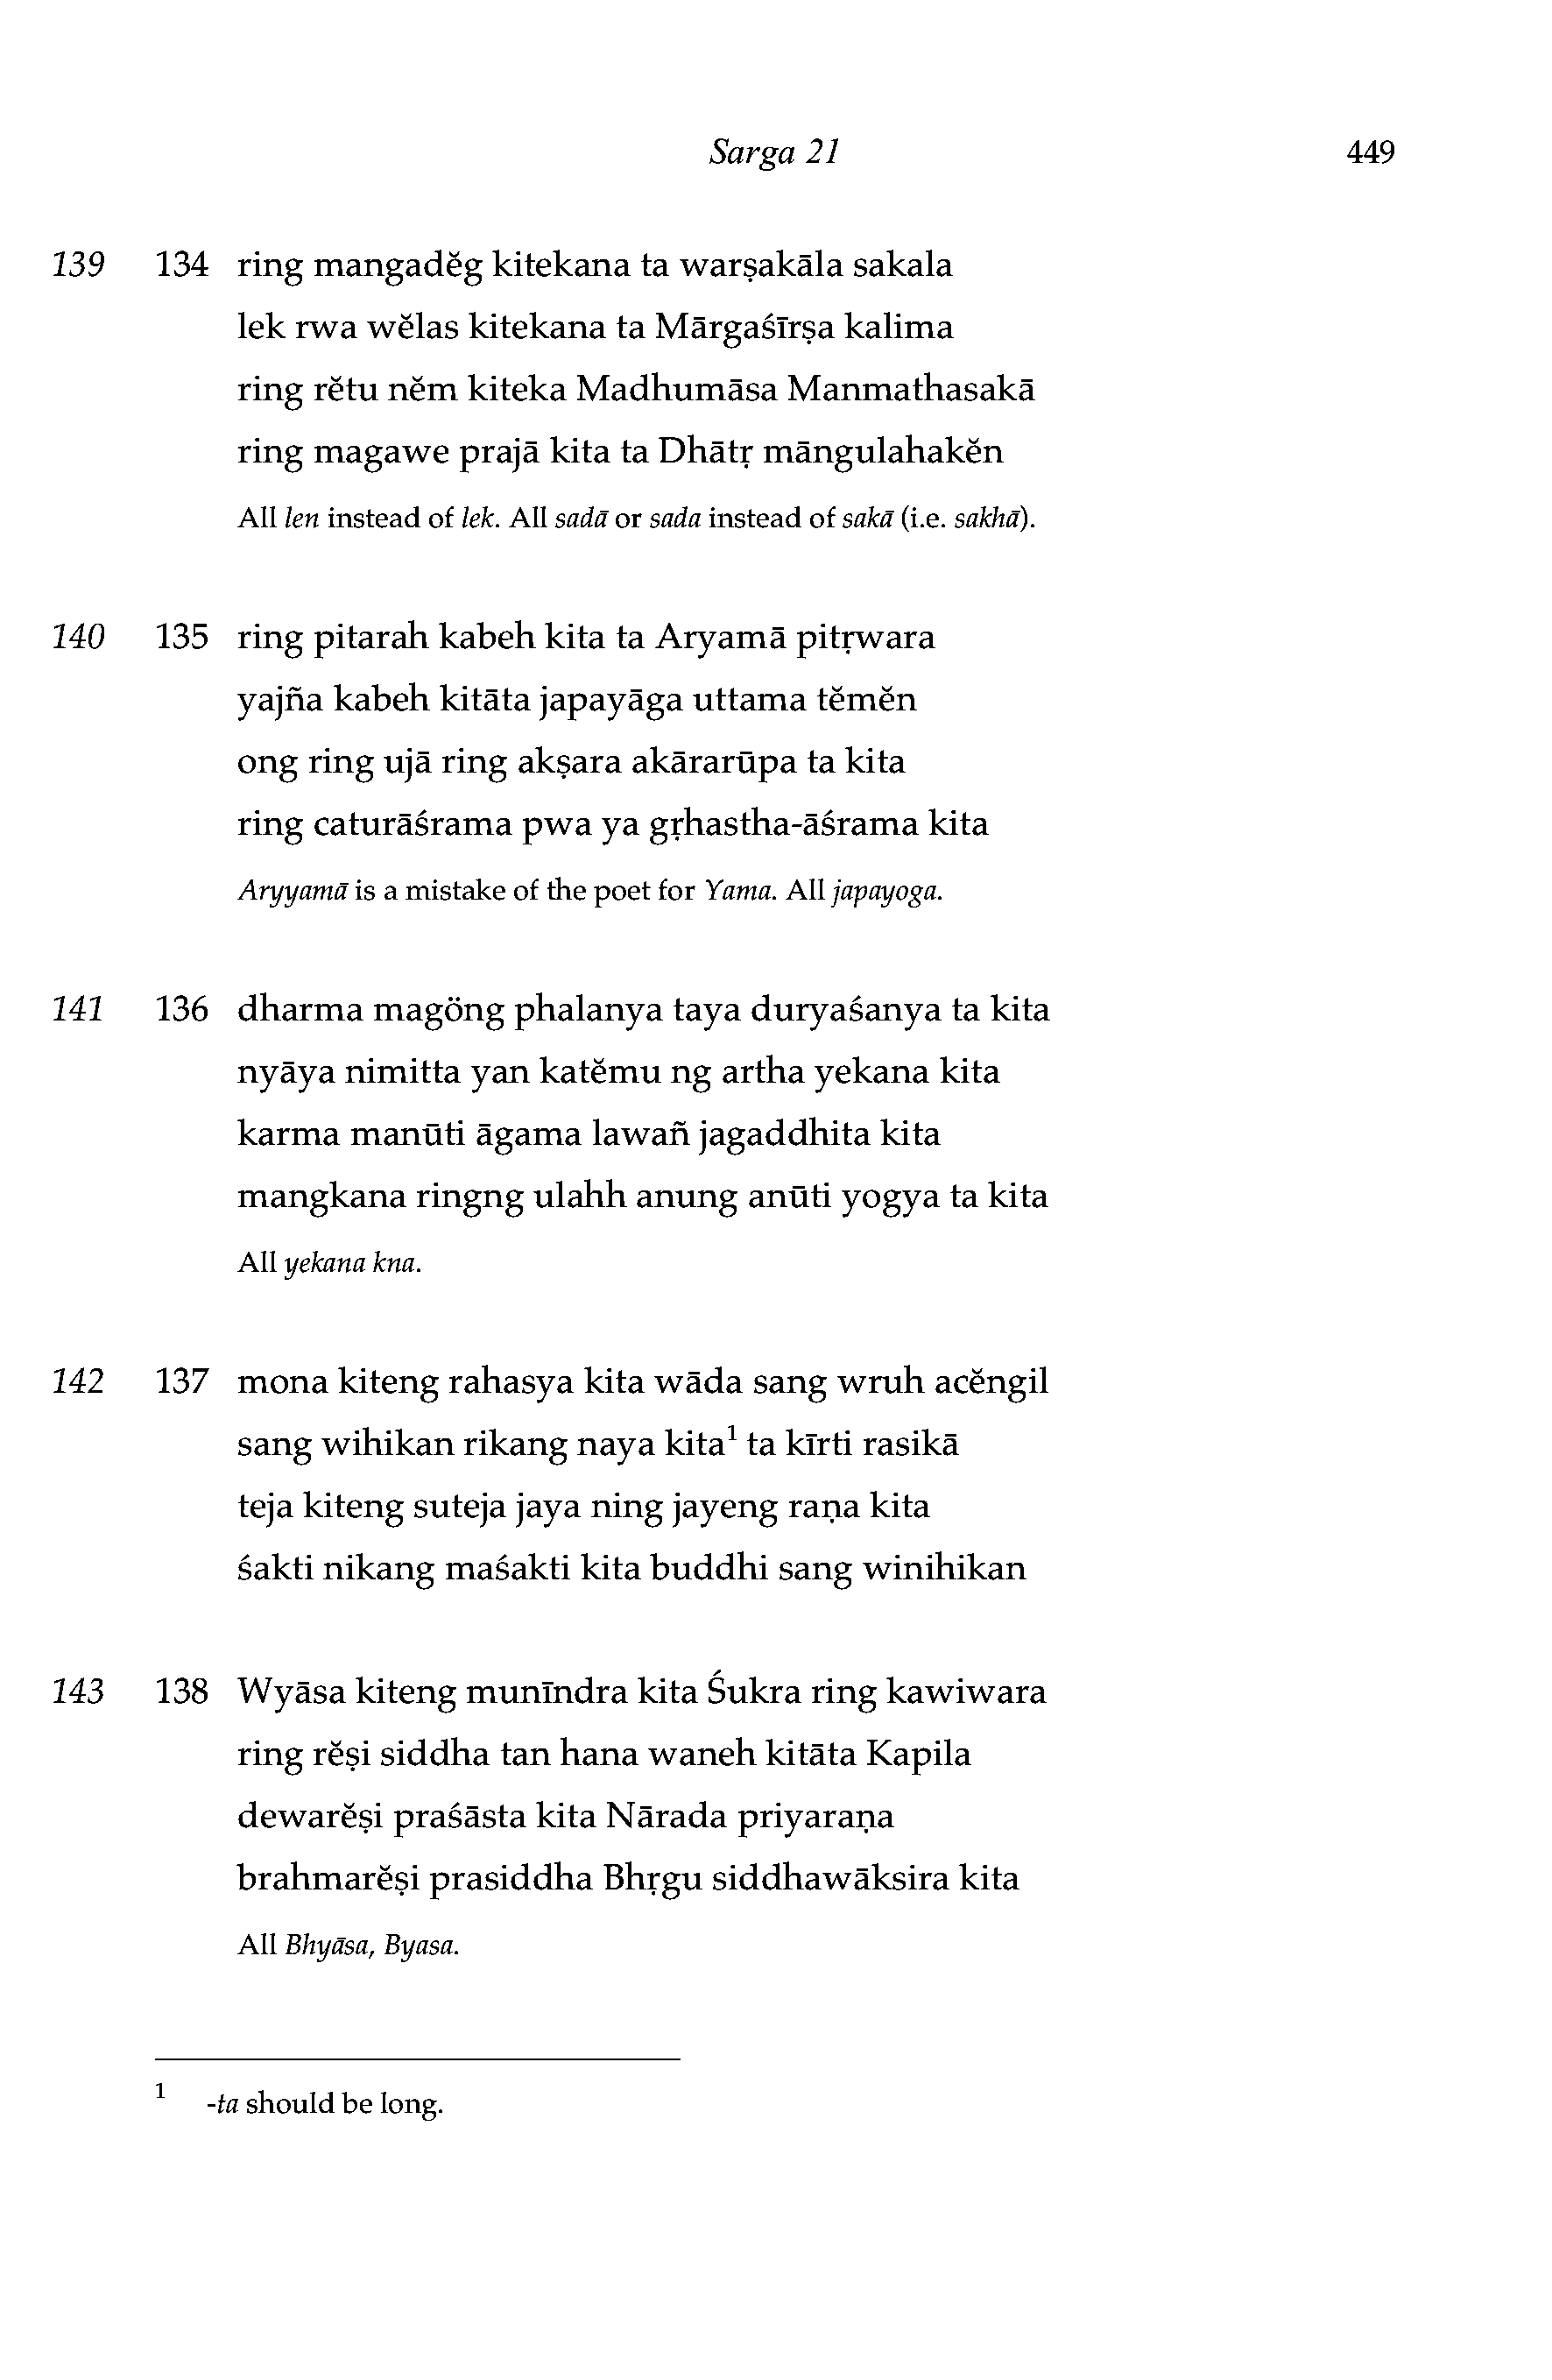 Sarga 21 449
139 134 ring mangadĕg kitekana ta warṣakāla sakala
lek rwa wĕlas kitekana ta Mārgaśīrṣa kalima
ring rĕtu nĕm kiteka Madhumāsa Manmathasakā
ring magawe prajā kita ta Dhātṛ māngulahakĕn
All len instead of lek. All sadā or sada instead of sakā (i.e. sakhā).
140 135 ring pitarah kabeh kita ta Aryamā pitṛwara
yajña kabeh kitāta japayāga uttama tĕmĕn
ong ring ujā ring akṣara akārarūpa ta kita
ring caturāśrama pwa ya gṛhastha-āśrama kita
Aryyamā is a mistake of the poet for Yama. All japayoga.
141 136 dharma magöng phalanya taya duryaśanya ta kita
nyāya nimitta yan katĕmu ng artha yekana kita
karma manūti āgama lawañ jagaddhita kita
mangkana ringng ulahh anung anūti yogya ta kita
All yekana kna.
142 137 mona kiteng rahasya kita wāda sang wruh acĕngil
sang wihikan rikang naya kita¹ ta kīrti rasikā
teja kiteng suteja jaya ning jayeng raṇa kita
śakti nikang maśakti kita buddhi sang winihikan
143 138 Wyāsa kiteng munīndra kita Śukra ring kawiwara
ring rĕṣi siddha tan hana waneh kitāta Kapila
dewarĕṣi praśāsta kita Nārada priyaraṇa
brahmarĕṣi prasiddha Bhṛgu siddhawāksira kita
All Bhyāsa, Byasa.
¹ -ta should be long.